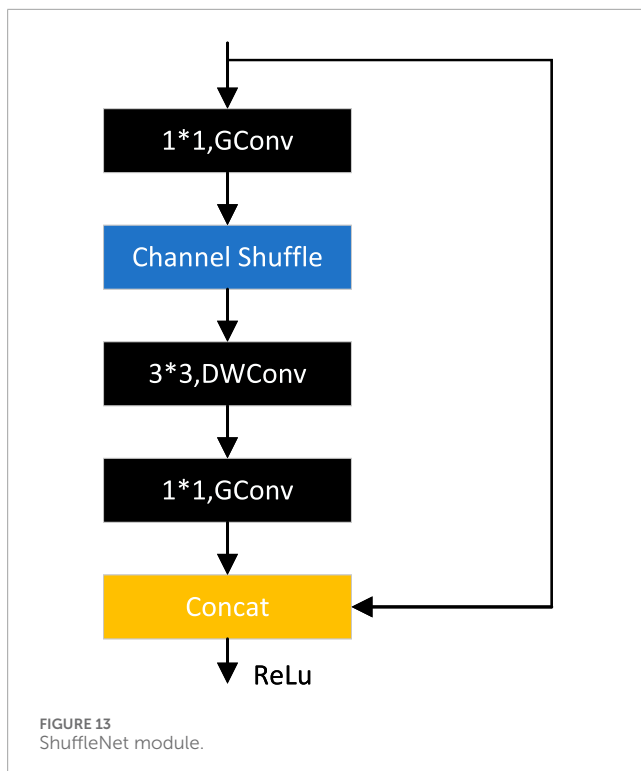 1*1,GConv
Channel Shuffle
3*3,DWConv
1*1,GConv
Concat
ReLu
FIGURE 13
ShuffleNet module.